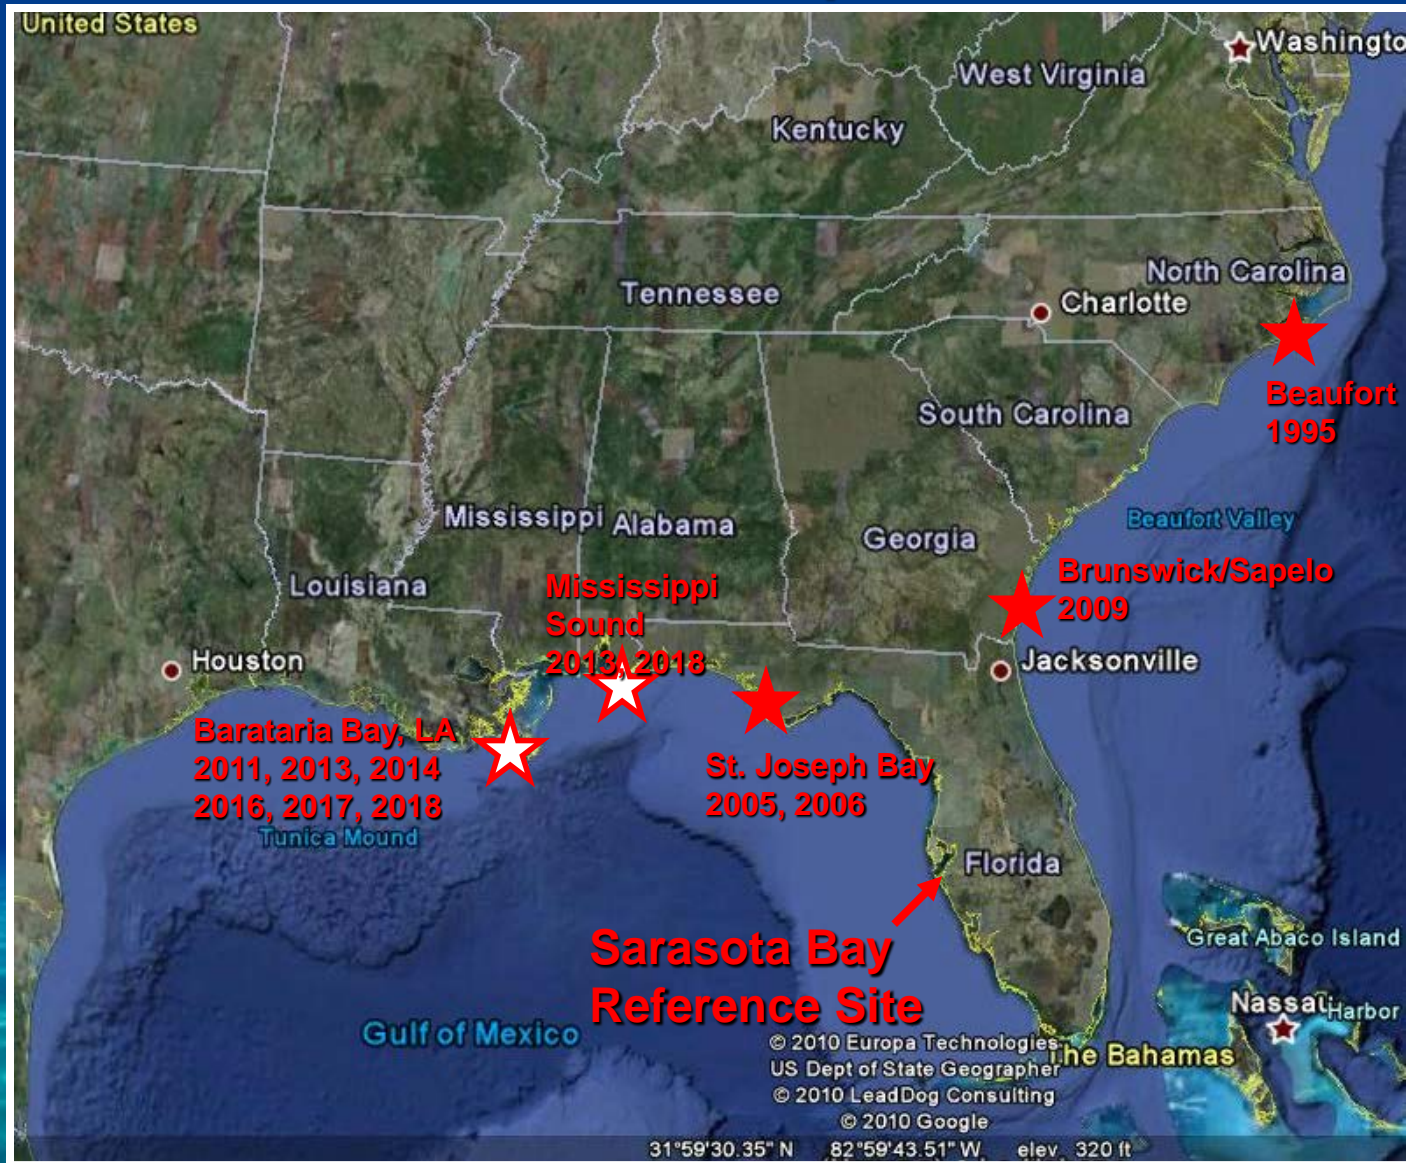 United States
Washingto
West Virginia
Kentucky
North Carolina
Tennessee
Charlotte
Beaufort
1995
South Carolina
Mississippi
Alabama
Beaufort Valley
Georgia
Louisiana
Mississippi
Sound
2013, 2018
Brunswick/Sapelo
2009
Houston
Jacksonville
Barataria Bay, LA
2011, 2013, 2014
2016, 2017, 2018
Tunica Mound
St. Joseph Bay
2005, 2006
Florida
Sarasota Bay
Reference Site
Great Abaco Island
Nassau
Harbor
Gulf of Mexico
The Bahamas
© 2010 Europa Technologies
US Dept of State Geographer
© 2010 LeadDog Consulting
© 2010 Google
31°59'30.35" N 82°59'43.51" W elev 320 ft